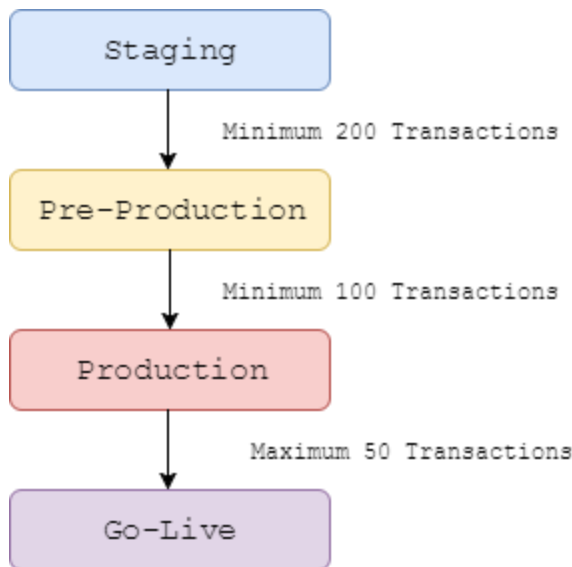 Staging
Minimum 200 Transactions
Pre-Production
Minimum 100 Transactions
Production
Maximum 50 Transactions
Go-Live